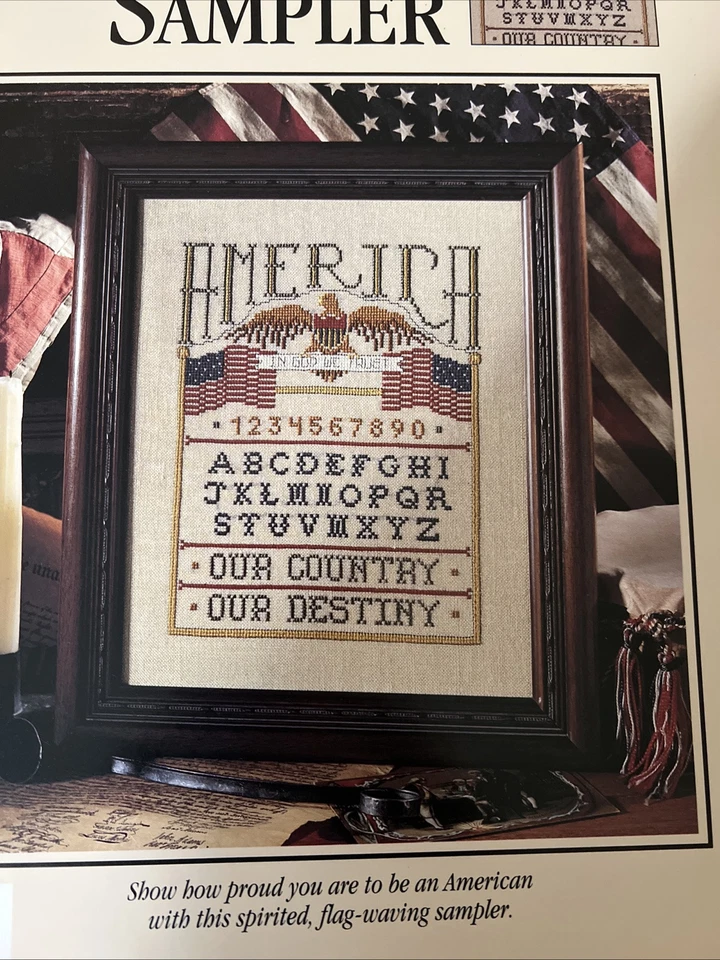 SAMPLER
JKLMNOPQR
STUVWXYZ
· OUR COUNTRY ·
AMERICA
IN GOD WE TRUST
· 1234567890 ·
ABCDEFGHI
JKLMNOPQR
STUVWXYZ
· OUR COUNTRY ·
· OUR DESTINY ·
Show how proud you are to be an American
with this spirited, flag-waving sampler.